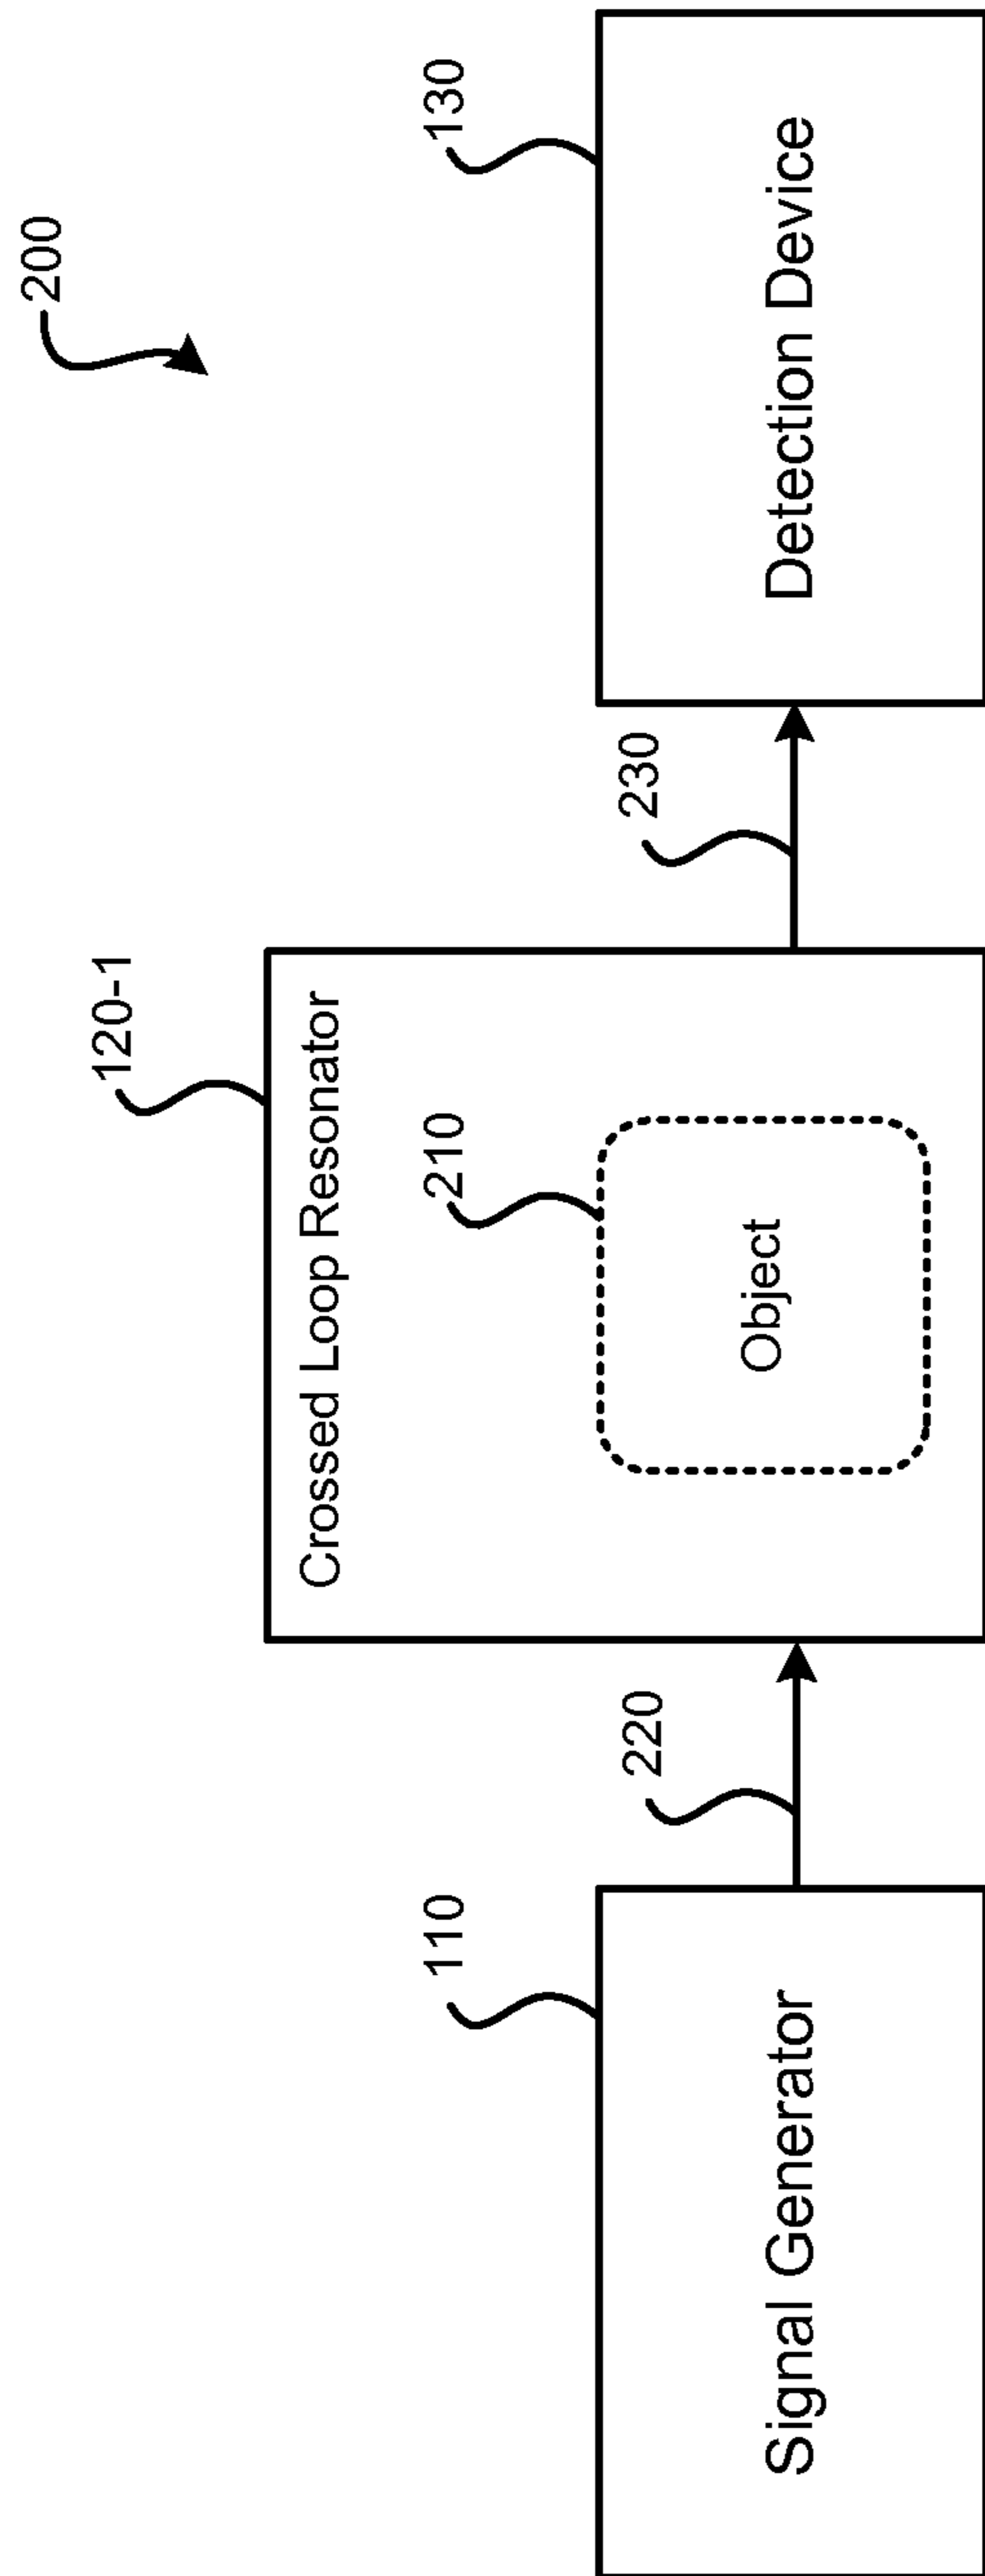 200
120-1
Crossed Loop Resonator
110
210
130
220
230
Signal Generator
Object
Detection Device